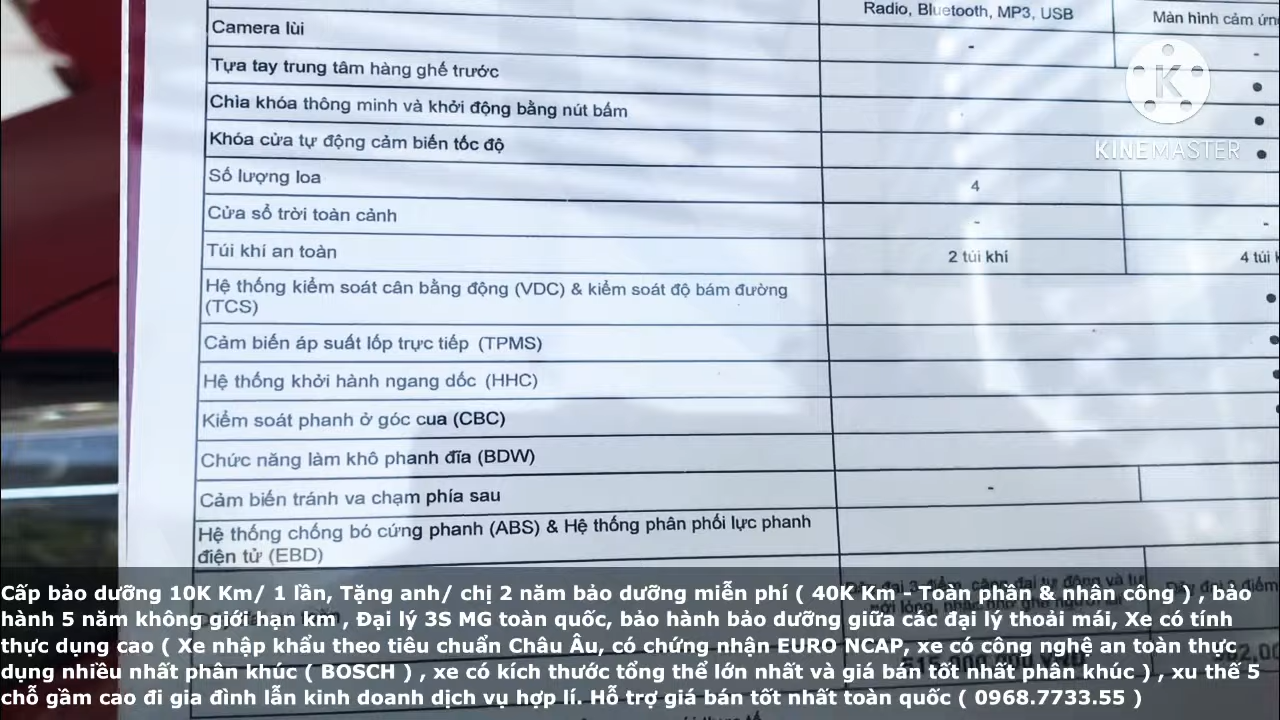 Radio, Bluetooth, MP3, USB
Màn hình cảm ứn
Camera lùi
-
-
Tựa tay trung tâm hàng ghế trước
Chìa khóa thông minh và khởi động bằng nút bấm
Khóa cửa tự động cảm biến tốc độ
K
KINEMASTER
Số lượng loa
4
Cửa sổ trời toàn cảnh
-
-
Túi khí an toàn
2 túi khí
4 túi
Hệ thống kiểm soát cân bằng động (VDC) & kiểm soát độ bám đường
(TCS)
Cảm biến áp suất lốp trực tiếp (TPMS)
Hệ thống khởi hành ngang dốc (HHC)
Kiểm soát phanh ở góc cua (CBC)
Chức năng làm khô phanh đĩa (BDW)
Cảm biến tránh va chạm phía sau
-
Hệ thống chống bó cứng phanh (ABS) & Hệ thống phân phối lực phanh
điện tử (EBD)
Cấp bảo dưỡng 10K Km/ 1 lần, Tặng anh/ chị 2 năm bảo dưỡng miễn phí ( 40K Km - Toàn phần & nhân công ) , bảo
hành 5 năm không giới hạn km , Đại lý 3S MG toàn quốc, bảo hành bảo dưỡng giữa các đại lý thoải mái, Xe có tính
thực dụng cao ( Xe nhập khẩu theo tiêu chuẩn Châu Âu, có chứng nhận EURO NCAP, xe có công nghệ an toàn thực
dụng nhiều nhất phân khúc ( BOSCH ) , xe có kích thước tổng thể lớn nhất và giá bán tốt nhất phân khúc ) , xu thế 5
chỗ gầm cao đi gia đình lẫn kinh doanh dịch vụ hợp lí. Hỗ trợ giá bán tốt nhất toàn quốc ( 0968.7733.55 )